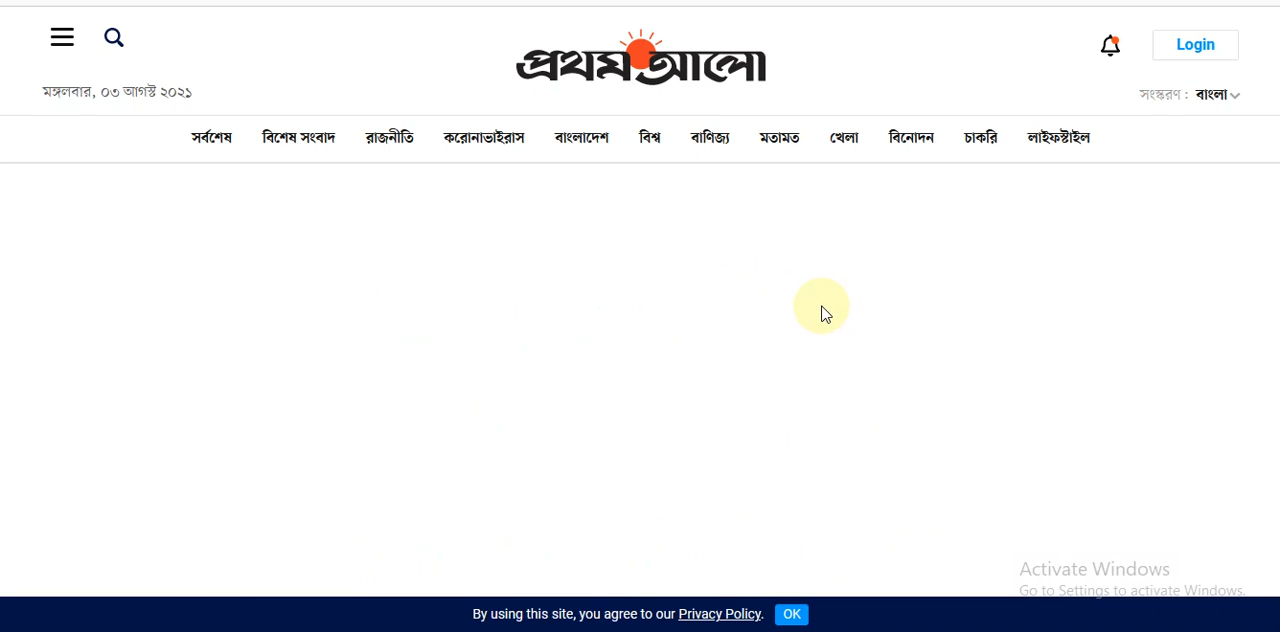 প্রথম আলো
Login
মঙ্গলবার, ০৩ আগস্ট ২০২১
সংস্করণ : বাংলা
সর্বশেষ বিশেষ সংবাদ রাজনীতি করোনাভাইরাস বাংলাদেশ বিশ্ব বাণিজ্য মতামত খেলা বিনোদন চাকরি লাইফস্টাইল
Activate Windows
Go to Settings to activate Windows.
By using this site, you agree to our Privacy Policy. OK